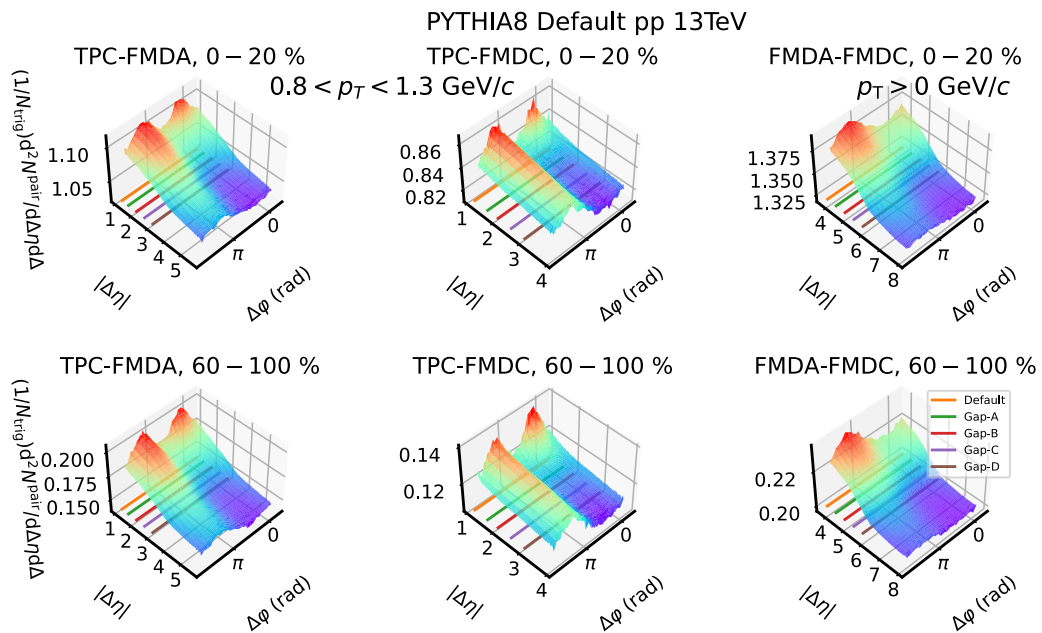 PYTHIA8 Default pp 13TeV
TPC-FMDA, 0 − 20 %
TPC-FMDC, 0 − 20 %
FMDA-FMDC, 0 − 20 %
0.8 < p_T < 1.3 GeV/c
p_T > 0 GeV/c
(1/N_trig)d²N^pair/dΔηdΔ
1.10
1.05
1
2
3
4
5
π
0
|Δη|
Δφ (rad)
0.86
0.84
0.82
1
2
3
4
π
0
|Δη|
Δφ (rad)
1.375
1.350
1.325
4
5
6
7
8
π
0
|Δη|
Δφ (rad)
TPC-FMDA, 60 − 100 %
TPC-FMDC, 60 − 100 %
FMDA-FMDC, 60 − 100 %
(1/N_trig)d²N^pair/dΔηdΔ
0.200
0.175
0.150
1
2
3
4
5
π
0
|Δη|
Δφ (rad)
0.14
0.12
1
2
3
4
π
0
|Δη|
Δφ (rad)
Default
Gap-A
Gap-B
Gap-C
Gap-D
0.22
0.20
4
5
6
7
8
π
0
|Δη|
Δφ (rad)